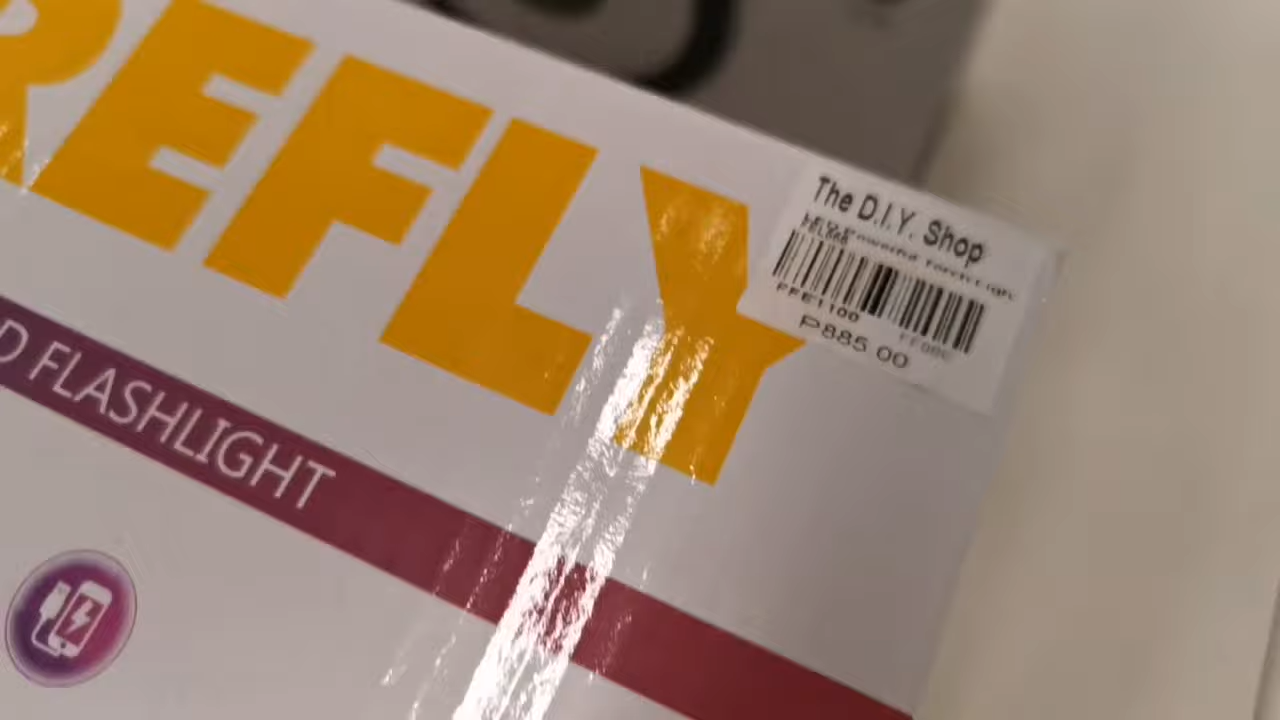 REFLY
D FLASHLIGHT
The D.I.Y. Shop
FFE1100
P885 00